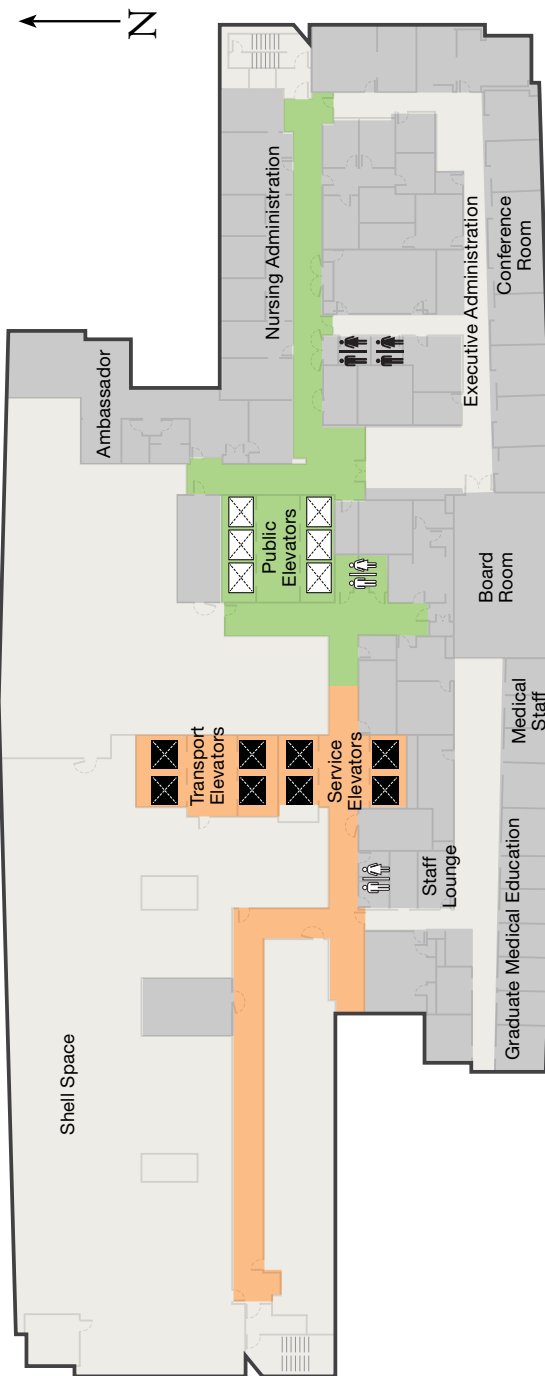 N
Nursing Administration
Executive Administration
Conference
Room
Ambassador
Public
Elevators
Board
Room
Medical
Staff
Transport
Elevators
Service
Elevators
Staff
Lounge
Graduate Medical Education
Shell Space